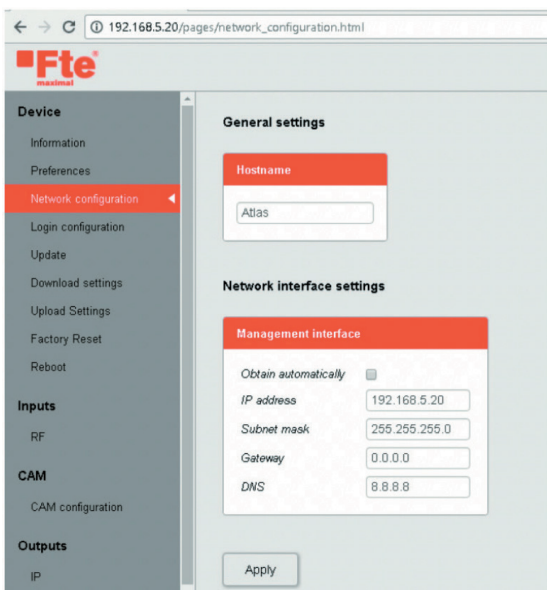 192.168.5.20/pages/network_configuration.html
Fte
maximal
Device
Information
Preferences
Network configuration
Login configuration
Update
Download settings
Upload Settings
Factory Reset
Reboot
Inputs
RF
CAM
CAM configuration
Outputs
IP
General settings
Hostname
Atlas
Network interface settings
Management interface
Obtain automatically
IP address 192.168.5.20
Subnet mask 255.255.255.0
Gateway 0.0.0.0
DNS 8.8.8.8
Apply